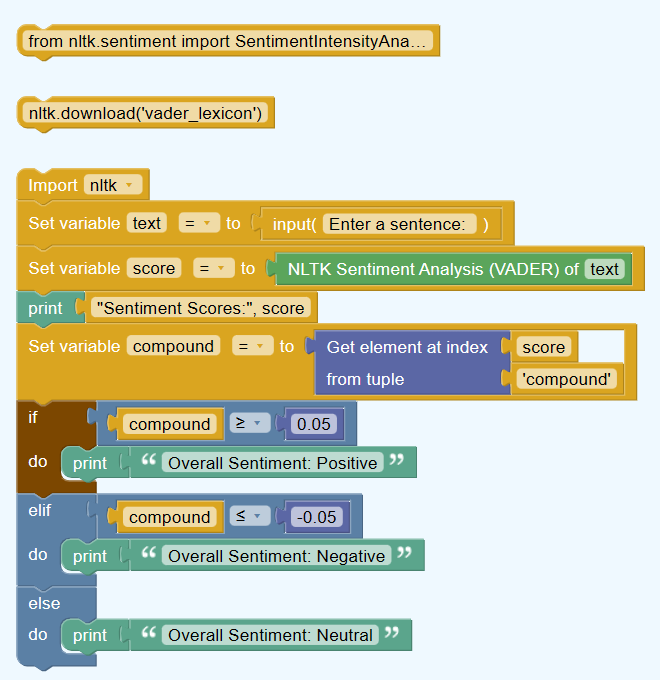 from nltk.sentiment import SentimentIntensityAna...
nltk.download('vader_lexicon')
Import nltk
Set variable text = to input( Enter a sentence: )
Set variable score = to NLTK Sentiment Analysis (VADER) of text
print "Sentiment Scores:", score
Set variable compound = to Get element at index score
from tuple 'compound'
if compound ≥ 0.05
do print “ Overall Sentiment: Positive ”
elif compound ≤ -0.05
do print “ Overall Sentiment: Negative ”
else
do print “ Overall Sentiment: Neutral ”